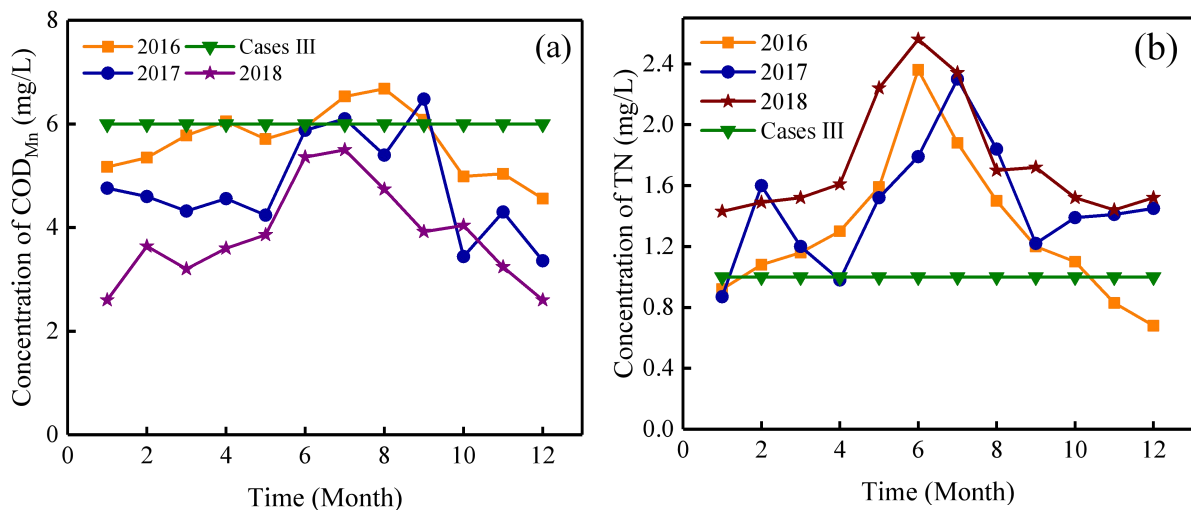 (a)
2016
Cases III
2017
2018
Concentration of CODMn (mg/L)
8
6
4
2
0
0 2 4 6 8 10 12
Time (Month)
(b)
2016
2017
2018
Cases III
Concentration of TN (mg/L)
2.4
2.0
1.6
1.2
0.8
0.4
0.0
0 2 4 6 8 10 12
Time (Month)